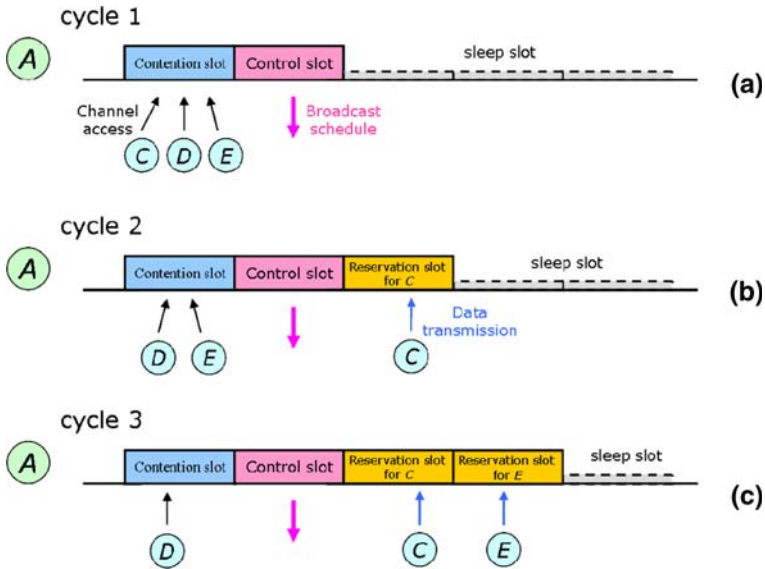 cycle 1
A
Contention slot
Control slot
sleep slot
(a)
Channel
access
Broadcast
schedule
C
D
E
cycle 2
A
Contention slot
Control slot
Reservation slot
for C
sleep slot
(b)
Data
transmission
D
E
C
cycle 3
A
Contention slot
Control slot
Reservation slot
for C
Reservation slot
for E
sleep slot
(c)
D
C
E